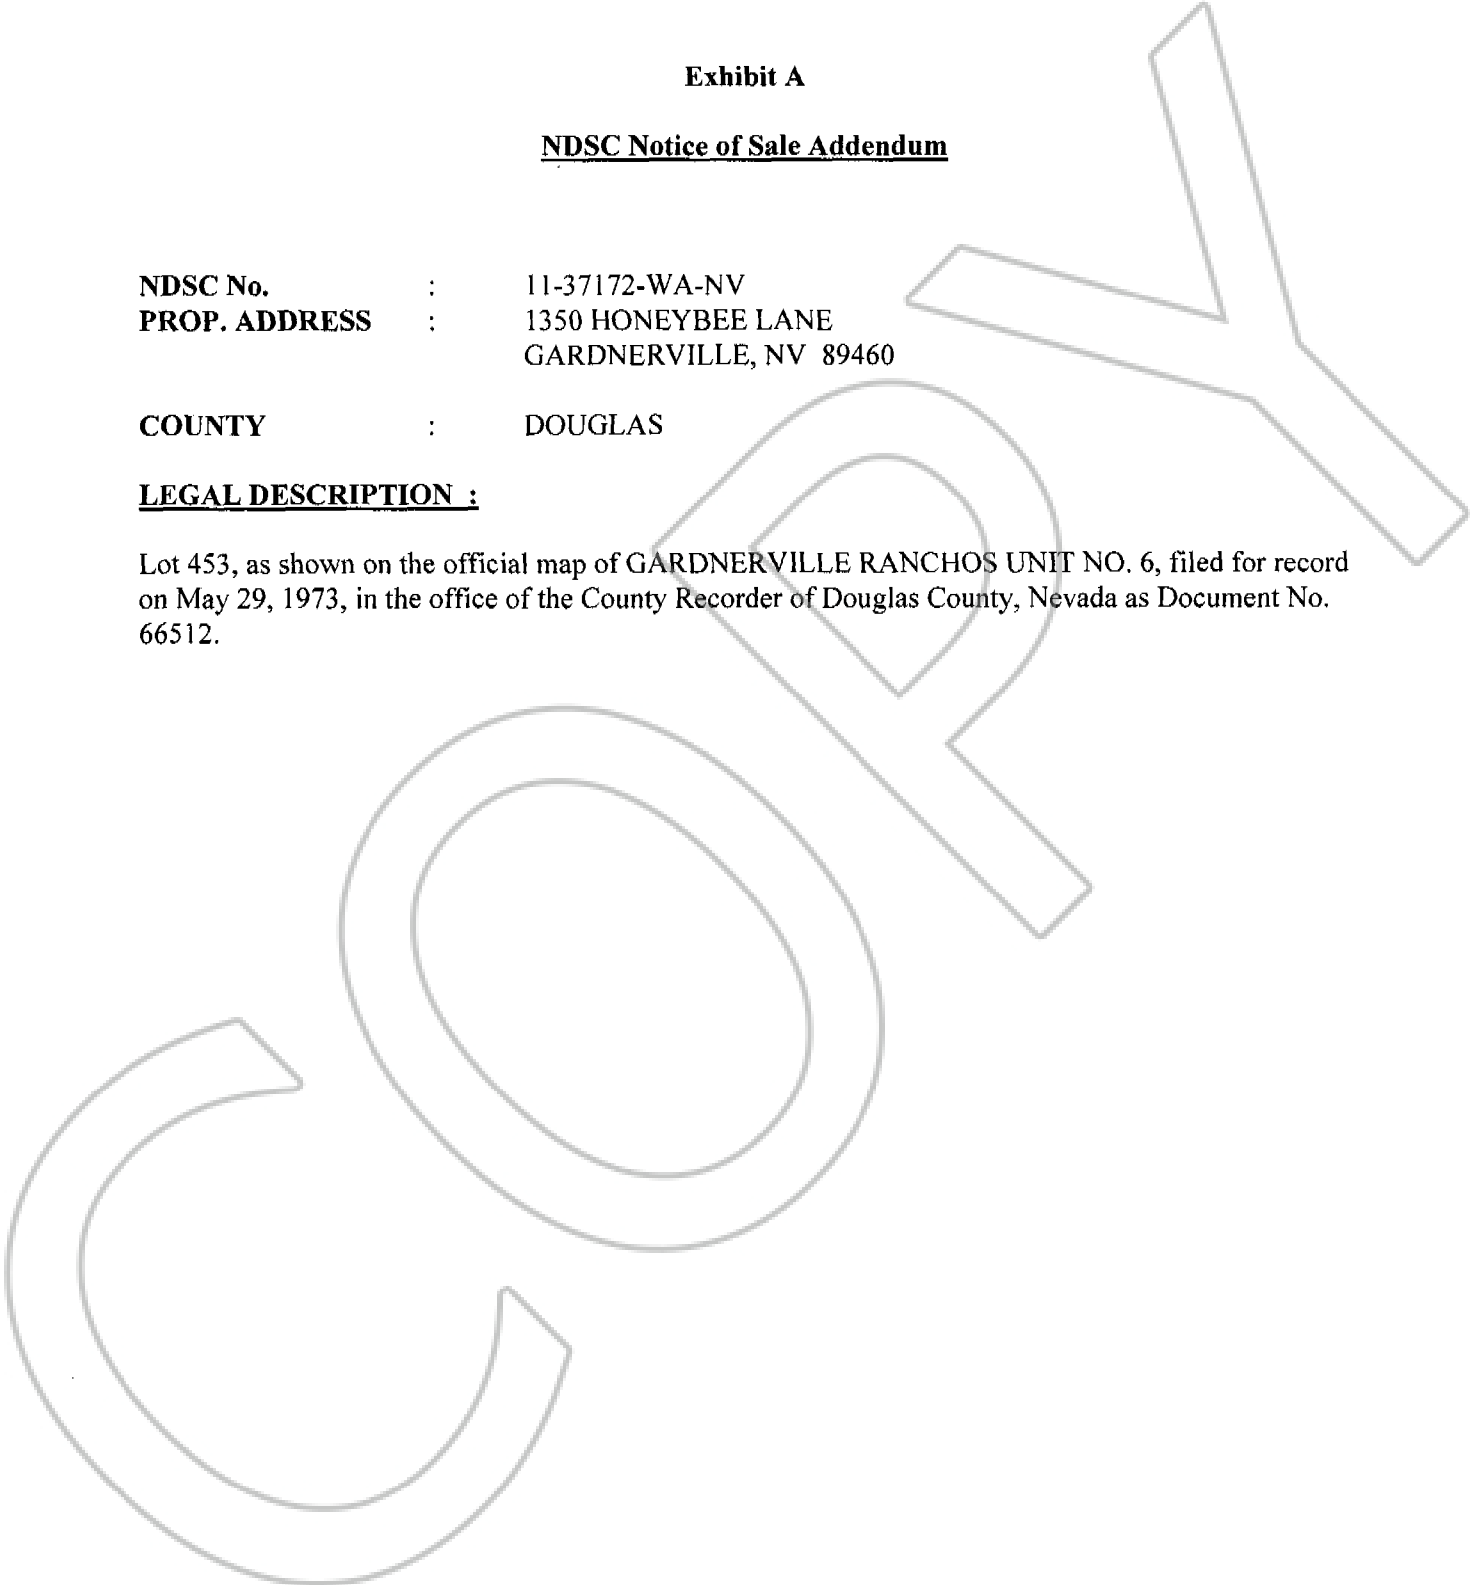 Exhibit A
NDSC Notice of Sale Addendum
NDSC No. : 11-37172-WA-NV
PROP. ADDRESS : 1350 HONEYBEE LANE
GARDNERVILLE, NV 89460
COUNTY : DOUGLAS
LEGAL DESCRIPTION :
Lot 453, as shown on the official map of GARDNERVILLE RANCHOS UNIT NO. 6, filed for record
on May 29, 1973, in the office of the County Recorder of Douglas County, Nevada as Document No.
66512.
COPY